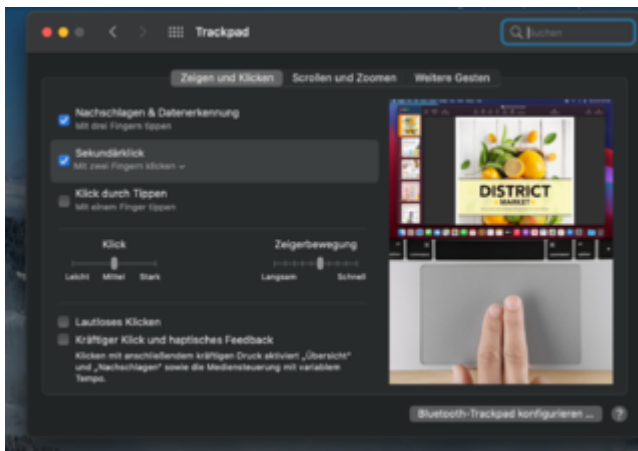 Trackpad
Suchen
Zeigen und Klicken
Scrollen und Zoomen
Weitere Gesten
Nachschlagen & Datenerkennung
Mit drei Fingern tippen
Sekundärklick
Mit zwei Fingern klicken
Klick durch Tippen
Mit einem Finger tippen
Klick
Zeigerbewegung
Leicht Mittel Stark
Langsam Schnell
Lautloses Klicken
Kräftiger Klick und haptisches Feedback
Klicken mit anschließendem kräftigen Druck aktiviert „Übersicht“
und „Nachschlagen“ sowie die Mediensteuerung mit variablem
Tempo.
DISTRICT
MARKET
Bluetooth-Trackpad konfigurieren ...
?